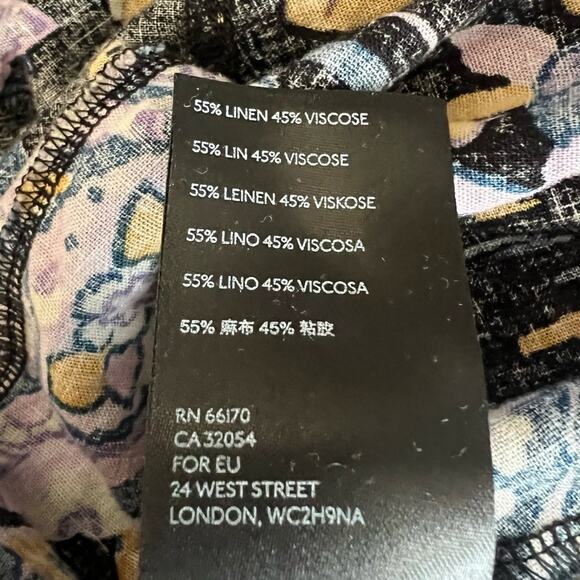 55% LINEN 45% VISCOSE
55% LIN 45% VISCOSE
55% LEINEN 45% VISKOSE
55% LINO 45% VISCOSA
55% LINO 45% VISCOSA
55% 麻布 45% 粘胶
RN 66170
CA 32054
FOR EU
24 WEST STREET
LONDON, WC2H9NA